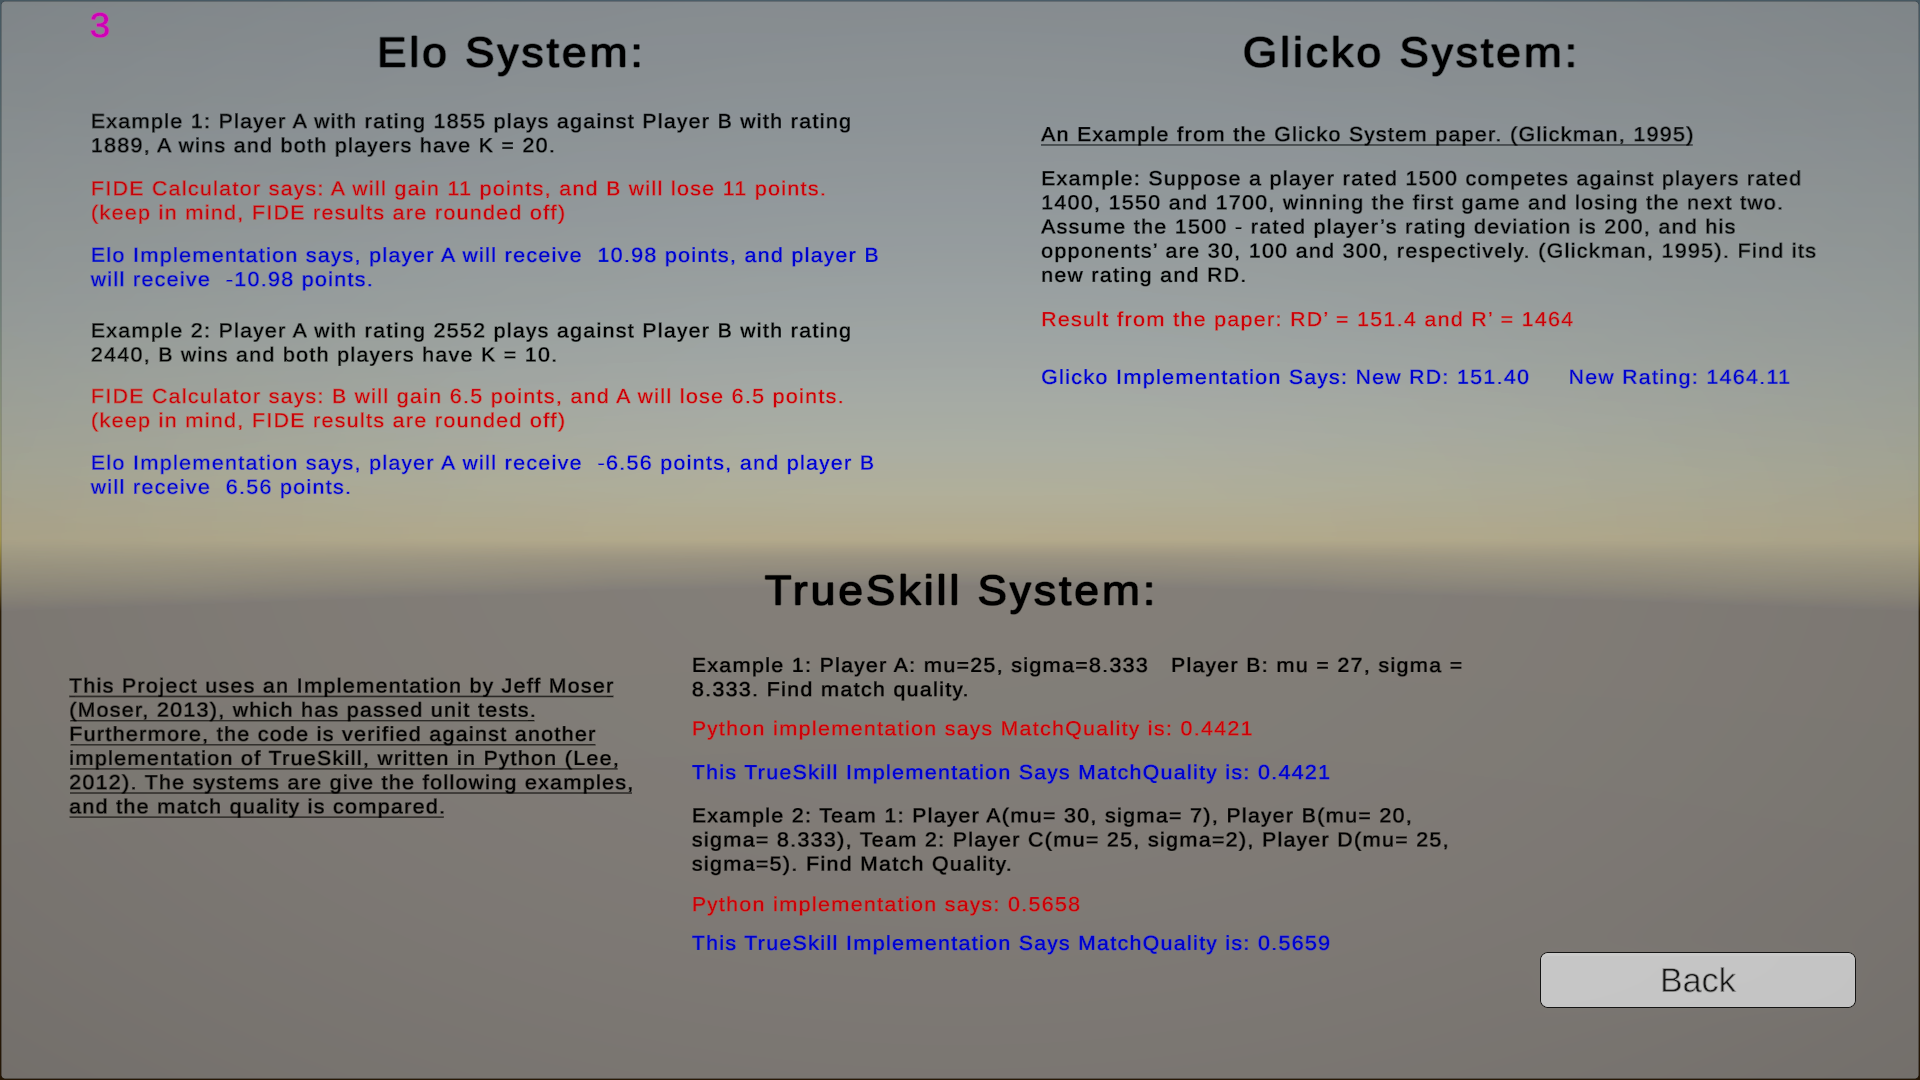 3
Elo System:
Example 1: Player A with rating 1855 plays against Player B with rating
1889, A wins and both players have K = 20.
FIDE Calculator says: A will gain 11 points, and B will lose 11 points.
(keep in mind, FIDE results are rounded off)
Elo Implementation says, player A will receive  10.98 points, and player B
will receive  -10.98 points.
Example 2: Player A with rating 2552 plays against Player B with rating
2440, B wins and both players have K = 10.
FIDE Calculator says: B will gain 6.5 points, and A will lose 6.5 points.
(keep in mind, FIDE results are rounded off)
Elo Implementation says, player A will receive  -6.56 points, and player B
will receive  6.56 points.
Glicko System:
An Example from the Glicko System paper. (Glickman, 1995)
Example: Suppose a player rated 1500 competes against players rated
1400, 1550 and 1700, winning the first game and losing the next two.
Assume the 1500 - rated player’s rating deviation is 200, and his
opponents’ are 30, 100 and 300, respectively. (Glickman, 1995). Find its
new rating and RD.
Result from the paper: RD’ = 151.4 and R’ = 1464
Glicko Implementation Says: New RD: 151.40     New Rating: 1464.11
TrueSkill System:
This Project uses an Implementation by Jeff Moser
(Moser, 2013), which has passed unit tests.
Furthermore, the code is verified against another
implementation of TrueSkill, written in Python (Lee,
2012). The systems are give the following examples,
and the match quality is compared.
Example 1: Player A: mu=25, sigma=8.333   Player B: mu = 27, sigma =
8.333. Find match quality.
Python implementation says MatchQuality is: 0.4421
This TrueSkill Implementation Says MatchQuality is: 0.4421
Example 2: Team 1: Player A(mu= 30, sigma= 7), Player B(mu= 20,
sigma= 8.333), Team 2: Player C(mu= 25, sigma=2), Player D(mu= 25,
sigma=5). Find Match Quality.
Python implementation says: 0.5658
This TrueSkill Implementation Says MatchQuality is: 0.5659
Back